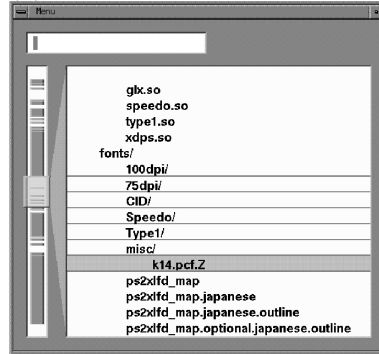 Menu
glx.so
speedo.so
type1.so
xdps.so
fonts/
100dpi/
75dpi/
CID/
Speedo/
Type1/
misc/
k14.pcf.Z
ps2xlfd_map
ps2xlfd_map.japanese
ps2xlfd_map.japanese.outline
ps2xlfd_map.optional.japanese.outline